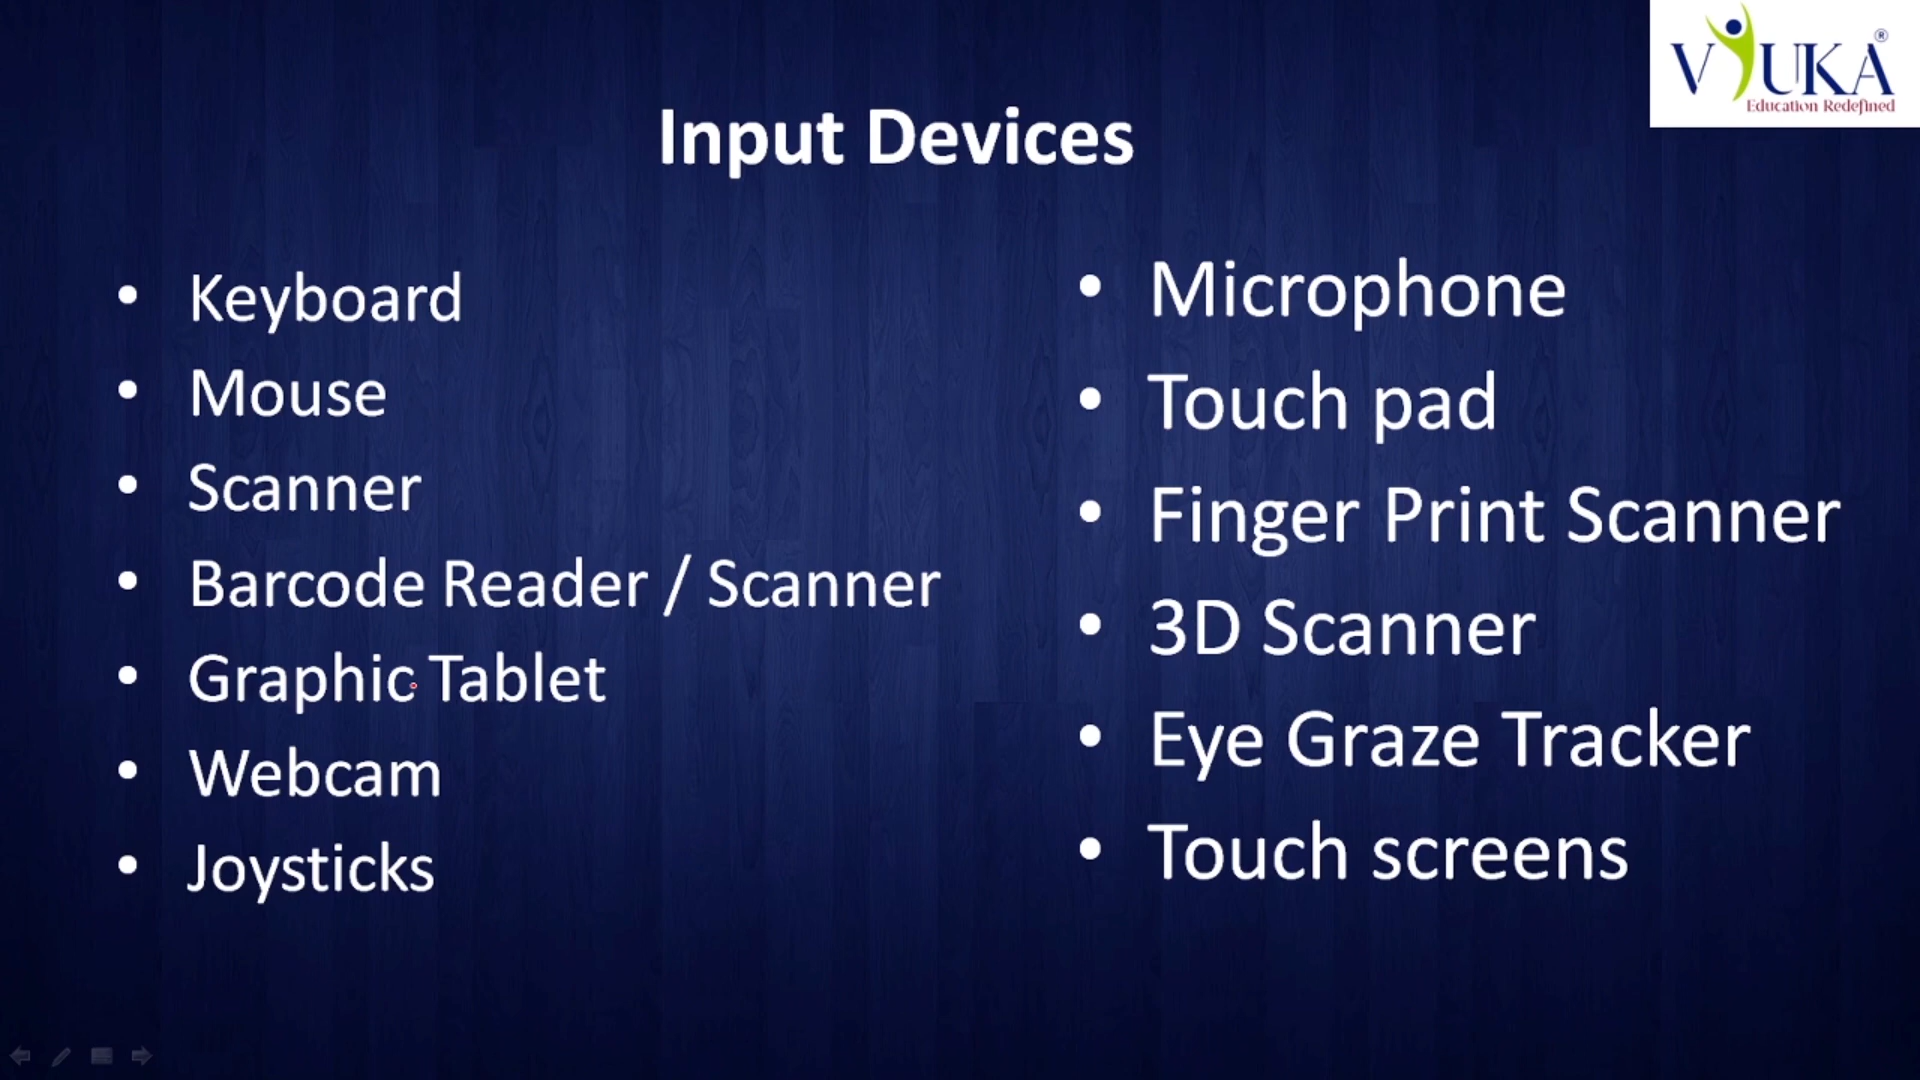 VYUKA®
Education Redefined
Input Devices
• Keyboard
• Mouse
• Scanner
• Barcode Reader / Scanner
• Graphic Tablet
• Webcam
• Joysticks
• Microphone
• Touch pad
• Finger Print Scanner
• 3D Scanner
• Eye Graze Tracker
• Touch screens